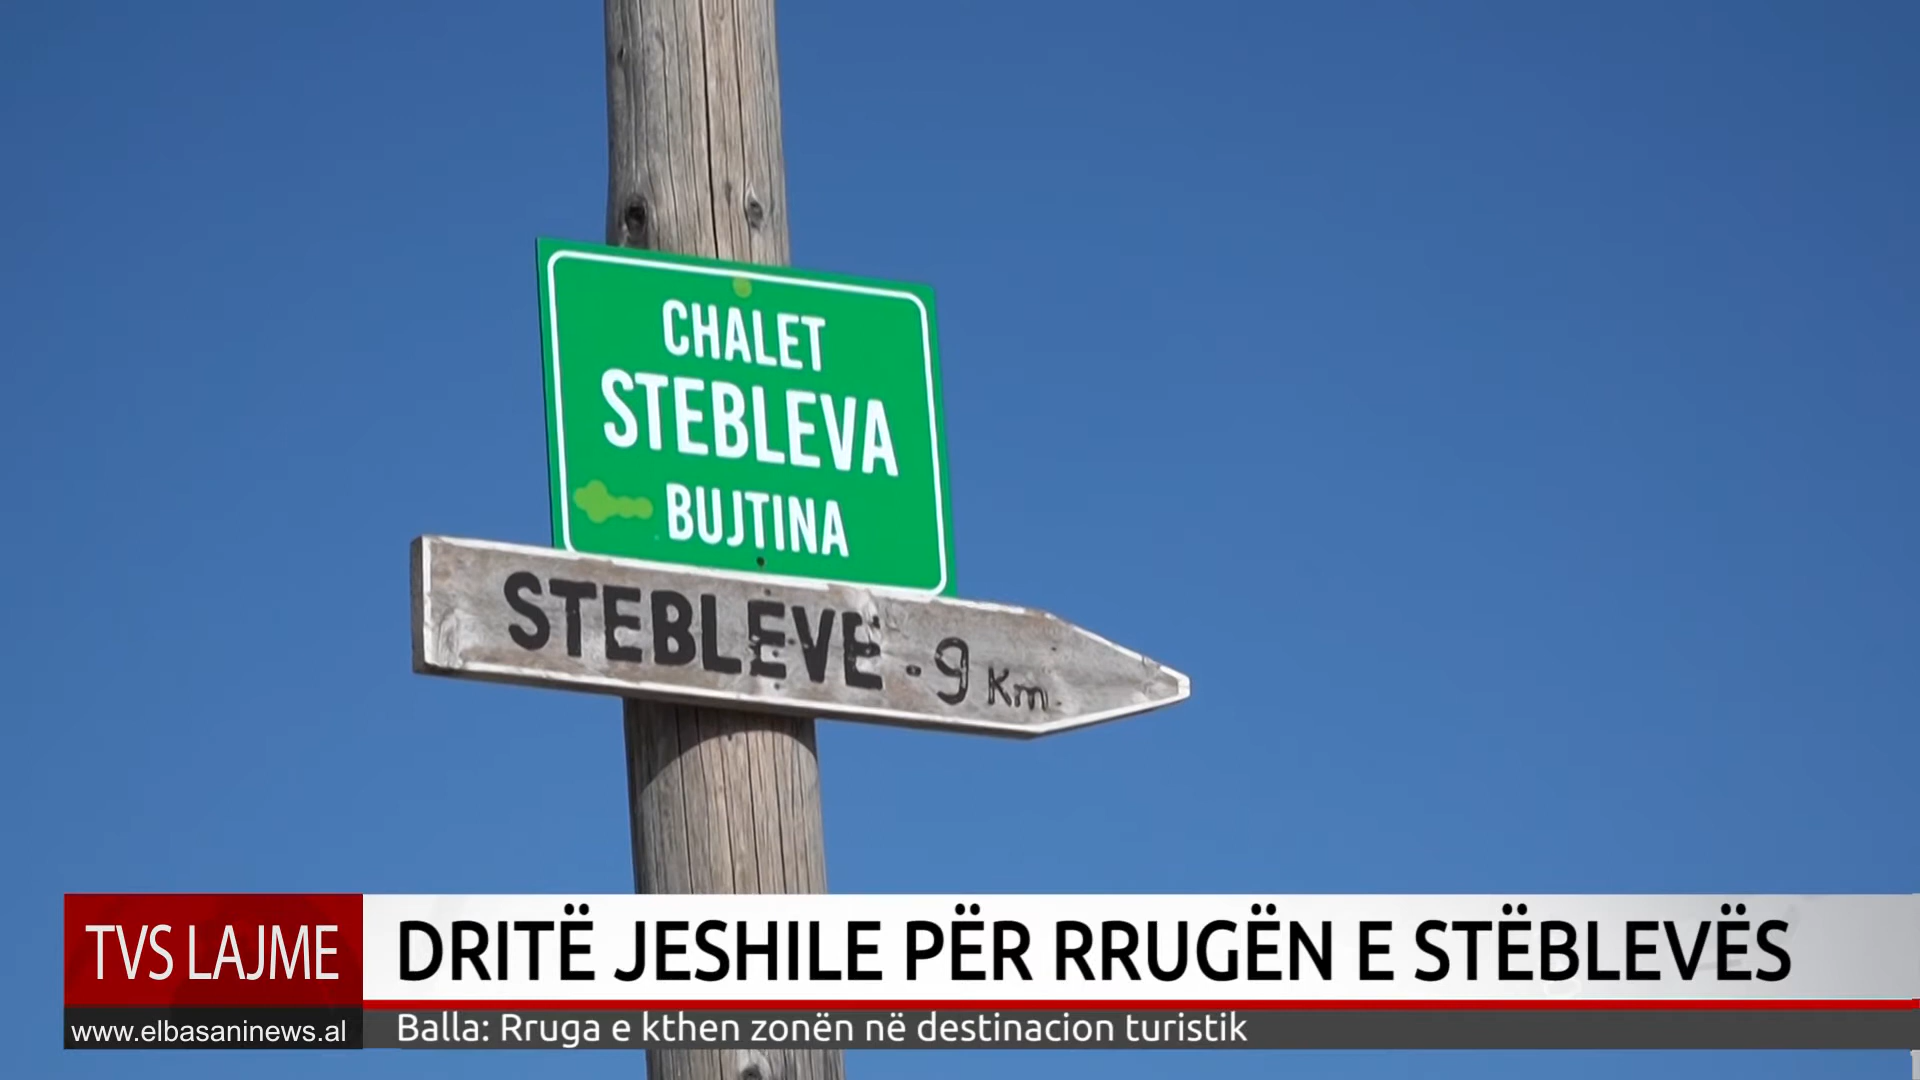 CHALET
STEBLEVA
BUJTINA
STEBLEVË - 9 Km.
TVS LAJME
DRITË JESHILE PËR RRUGËN E STËBLEVËS
www.elbasaninews.al
Balla: Rruga e kthen zonën në destinacion turistik